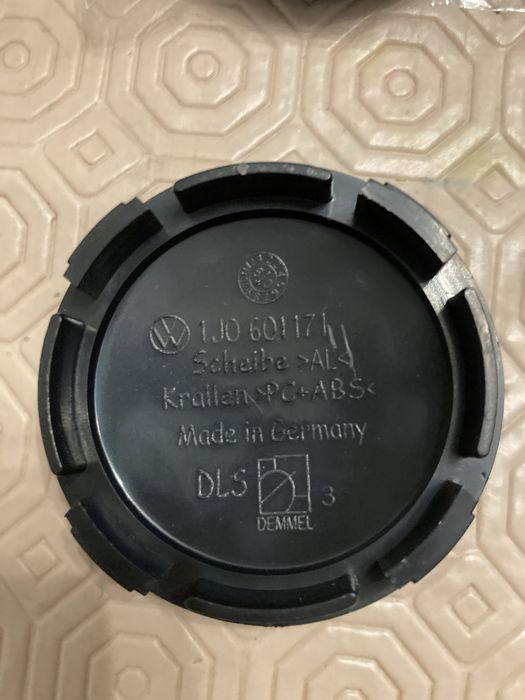 1J0 601171
Scheibe >AL<
Krallen >PC+ABS<
Made in Germany
DLS 3
DEMMEL